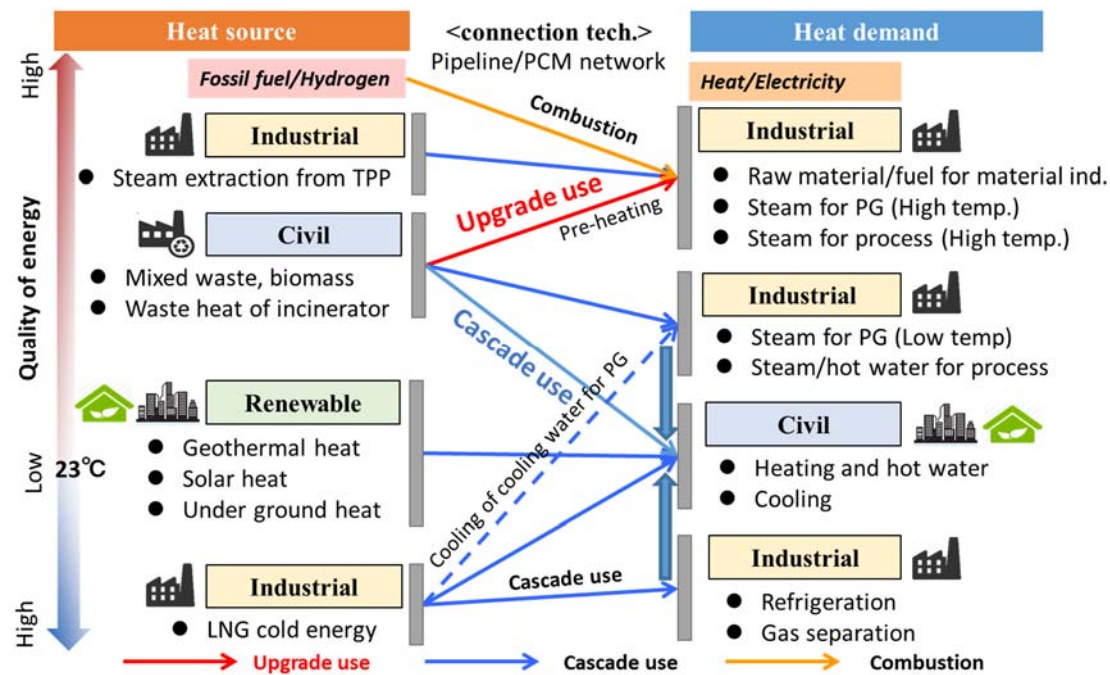 Heat source
<connection tech.>
Pipeline/PCM network
Heat demand
High
Quality of energy
Low
23℃
High
Fossil fuel/Hydrogen
Industrial
● Steam extraction from TPP
Civil
● Mixed waste, biomass
● Waste heat of incinerator
Renewable
● Geothermal heat
● Solar heat
● Under ground heat
Industrial
● LNG cold energy
Combustion
Upgrade use
Pre-heating
Cascade use
Cooling of cooling water for PG
Cascade use
Heat/Electricity
Industrial
● Raw material/fuel for material ind.
● Steam for PG (High temp.)
● Steam for process (High temp.)
Industrial
● Steam for PG (Low temp)
● Steam/hot water for process
Civil
● Heating and hot water
● Cooling
Industrial
● Refrigeration
● Gas separation
Upgrade use
Cascade use
Combustion